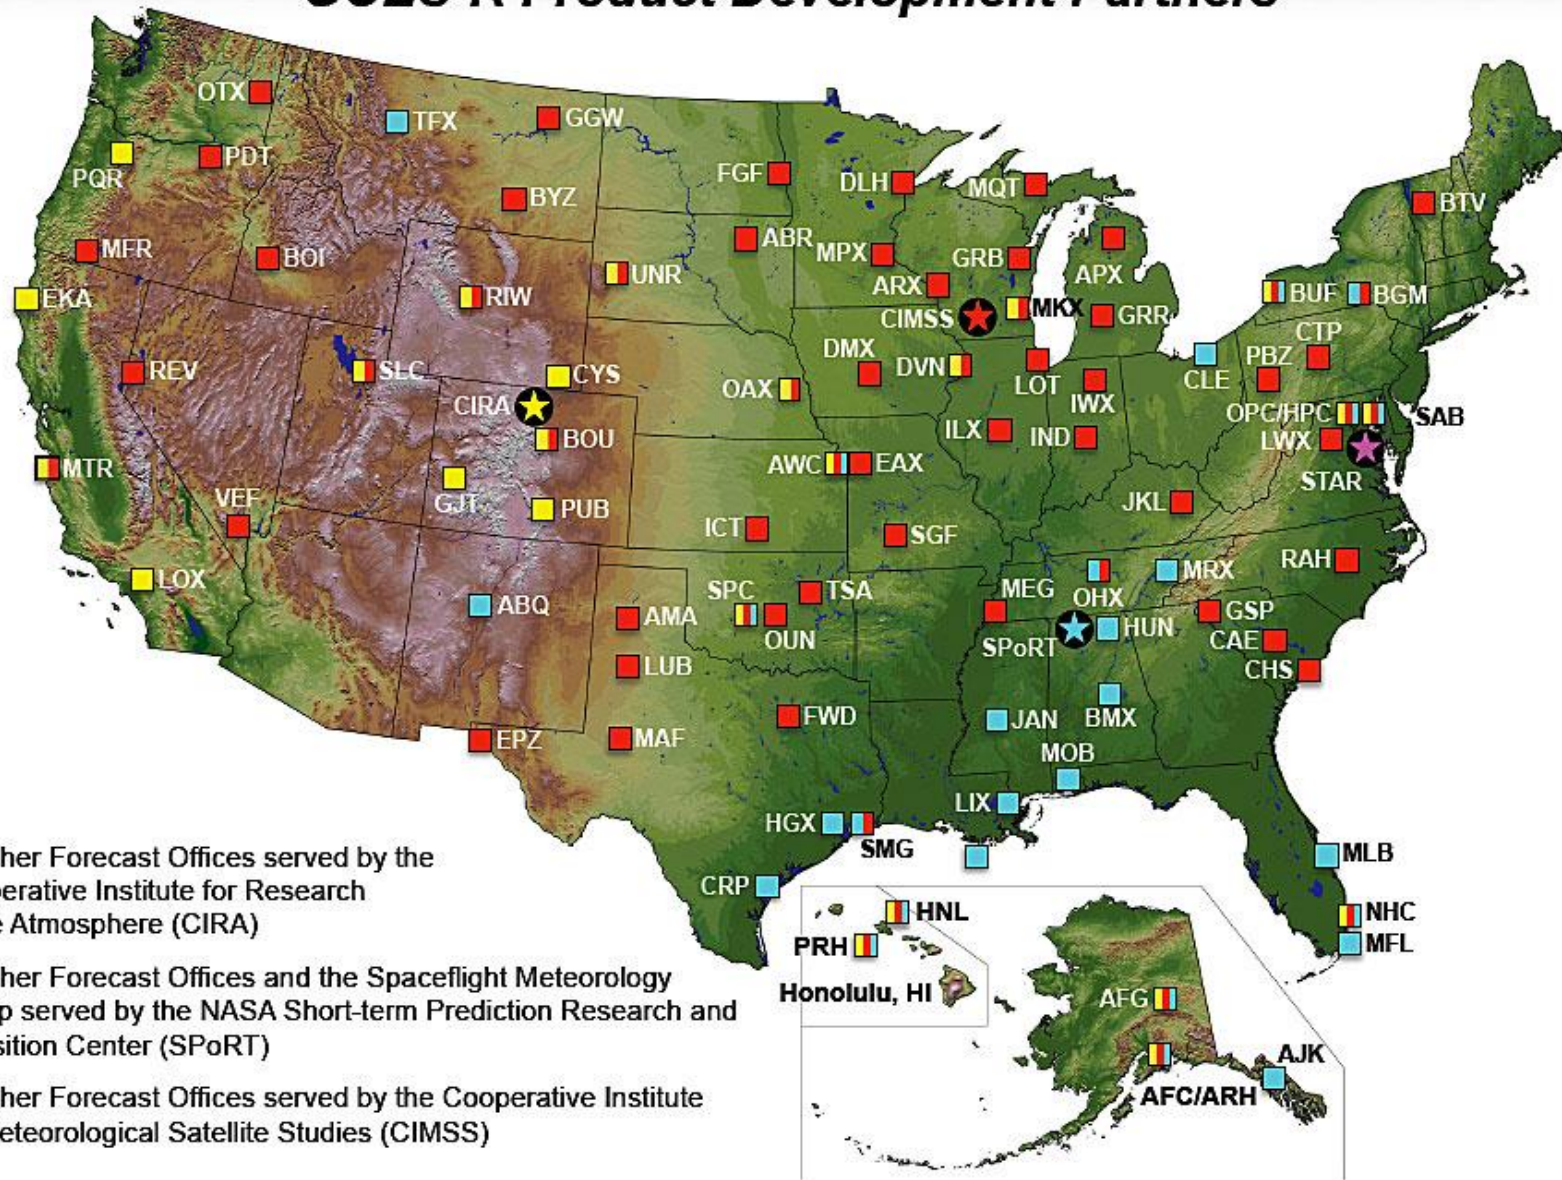 Product Development Partners
OTX
TFX
GGW
PQR
PDT
BYZ
FGF
DLH
MQT
BTV
MFR
BOI
ABR
MPX
GRB
APX
EKA
RIW
UNR
ARX
CIMSS
MKX
GRR
BUF
BGM
CTP
REV
SLC
CYS
DMX
DVN
LOT
IWX
CLE
PBZ
CIRA
OAX
OPC/HPC
SAB
BOU
ILX
IND
LWX
MTR
GJT
PUB
AWC
EAX
STAR
VEF
ICT
SGF
JKL
RAH
LOX
ABQ
AMA
SPC
TSA
OUN
MEG
OHX
MRX
GSP
SPoRT
HUN
CAE
CHS
LUB
FWD
JAN
BMX
EPZ
MAF
MOB
LIX
HGX
SMG
MLB
CRP
NHC
MFL
HNL
PRH
Honolulu, HI
AFG
AJK
AFC/ARH
her Forecast Offices served by the
erative Institute for Research
e Atmosphere (CIRA)
her Forecast Offices and the Spaceflight Meteorology
p served by the NASA Short-term Prediction Research and
sition Center (SPoRT)
her Forecast Offices served by the Cooperative Institute
eteorological Satellite Studies (CIMSS)